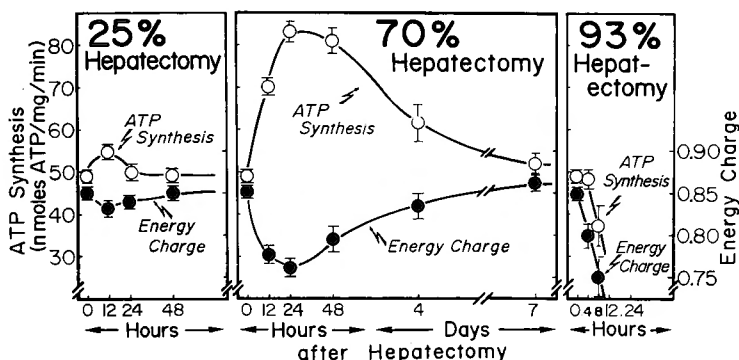 ATP Synthesis
(nmoles ATP/mg/min)
80
70
60
50
40
30
25%
Hepatectomy
ATP
Synthesis
Energy
Charge
0 12 24 48
Hours
70%
Hepatectomy
ATP
Synthesis
Energy Charge
0 12 24 48 4 7
Hours Days
after Hepatectomy
93%
Hepat-
ectomy
ATP
Synthesis
Energy
Charge
0 4 8 12 24
Hours
0.90
0.85
0.80
0.75
Energy Charge